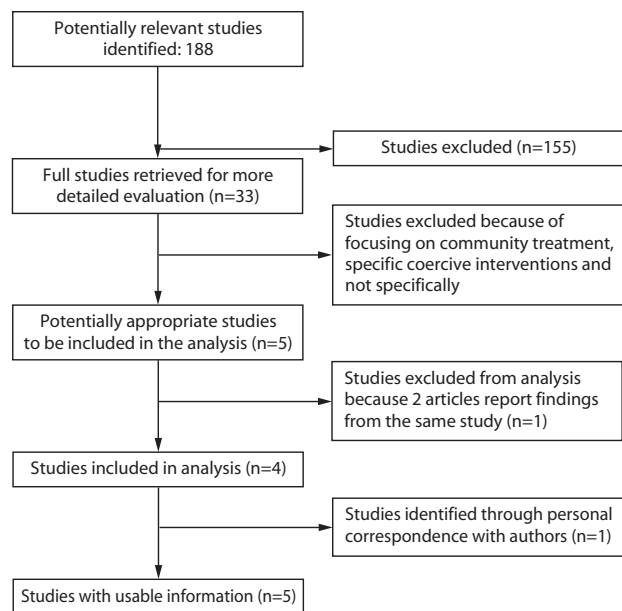 Potentially relevant studies
identified: 188
Studies excluded (n=155)
Full studies retrieved for more
detailed evaluation (n=33)
Studies excluded because of
focusing on community treatment,
specific coercive interventions and
not specifically
Potentially appropriate studies
to be included in the analysis (n=5)
Studies excluded from analysis
because 2 articles report findings
from the same study (n=1)
Studies included in analysis (n=4)
Studies identified through personal
correspondence with authors (n=1)
Studies with usable information (n=5)